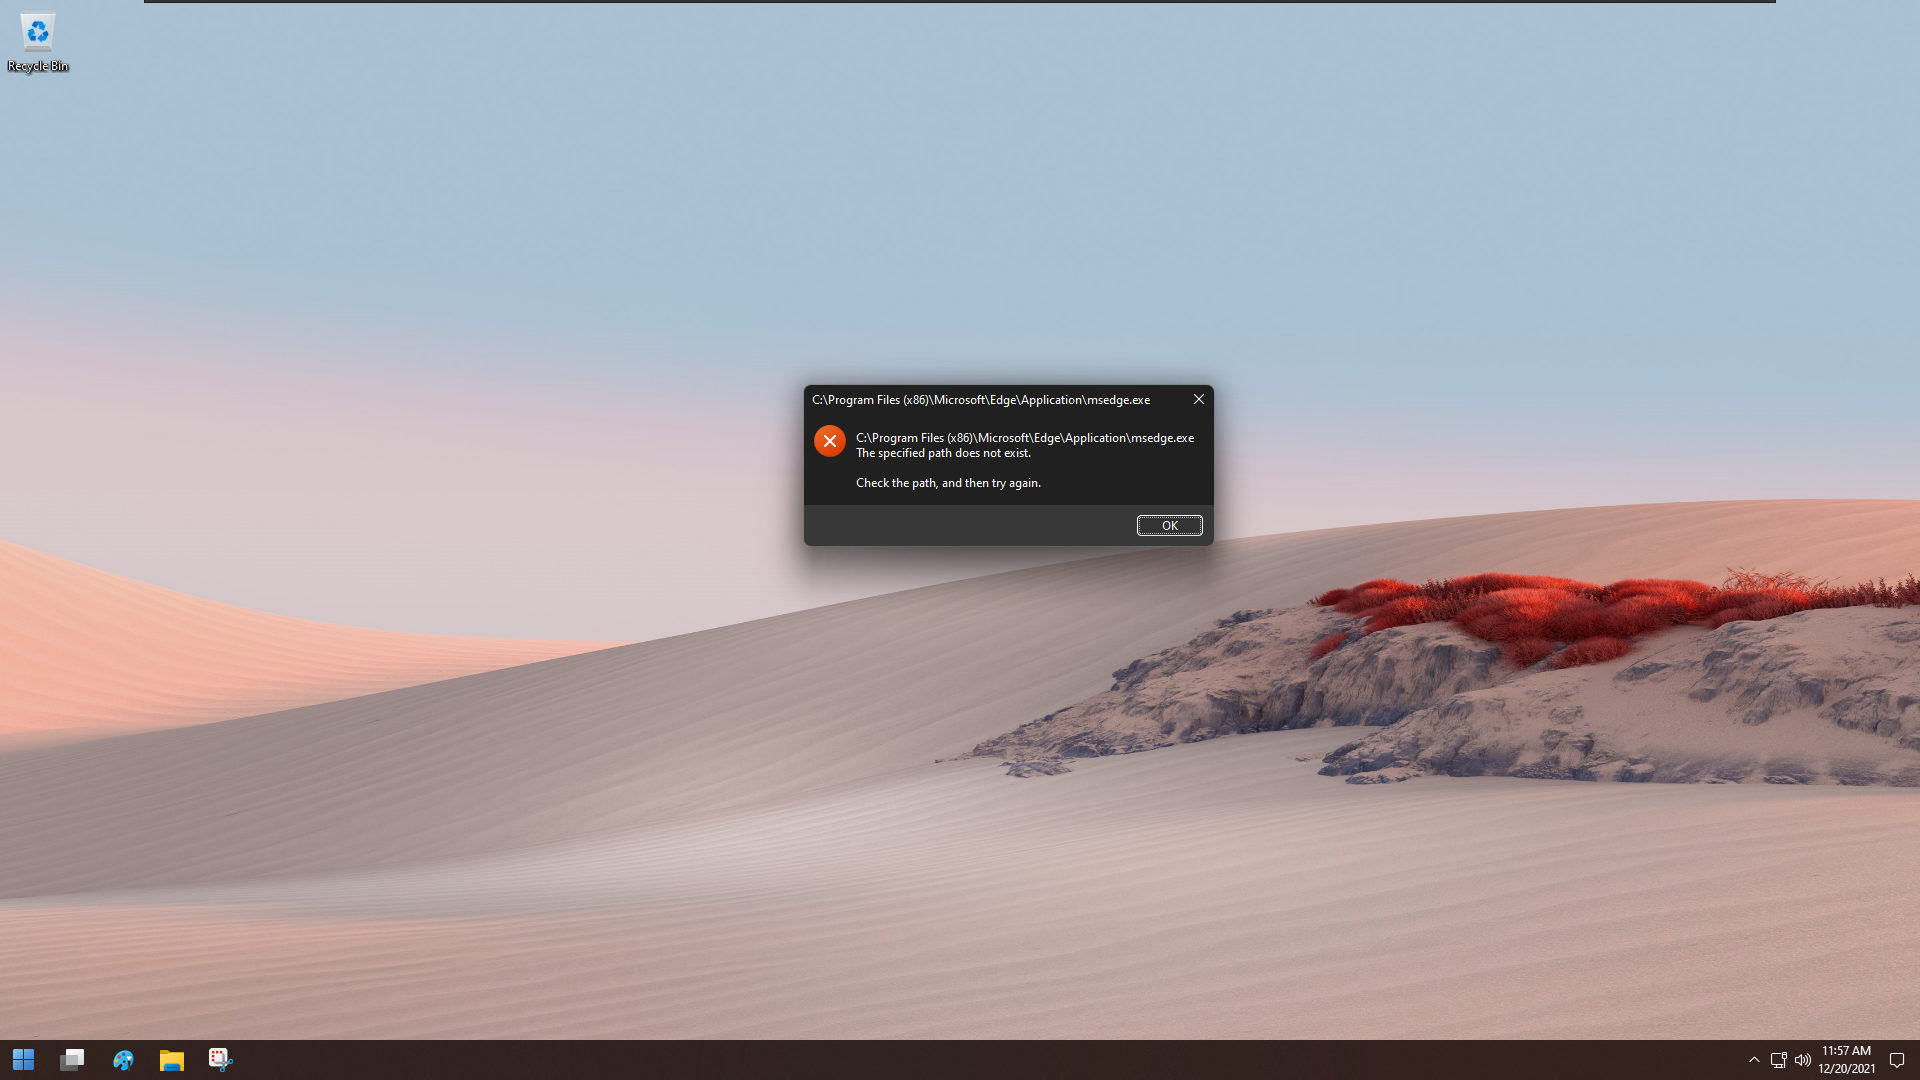 Recycle Bin
C:\Program Files (x86)\Microsoft\Edge\Application\msedge.exe
C:\Program Files (x86)\Microsoft\Edge\Application\msedge.exe
The specified path does not exist.
Check the path, and then try again.
OK
11:57 AM
12/20/2021